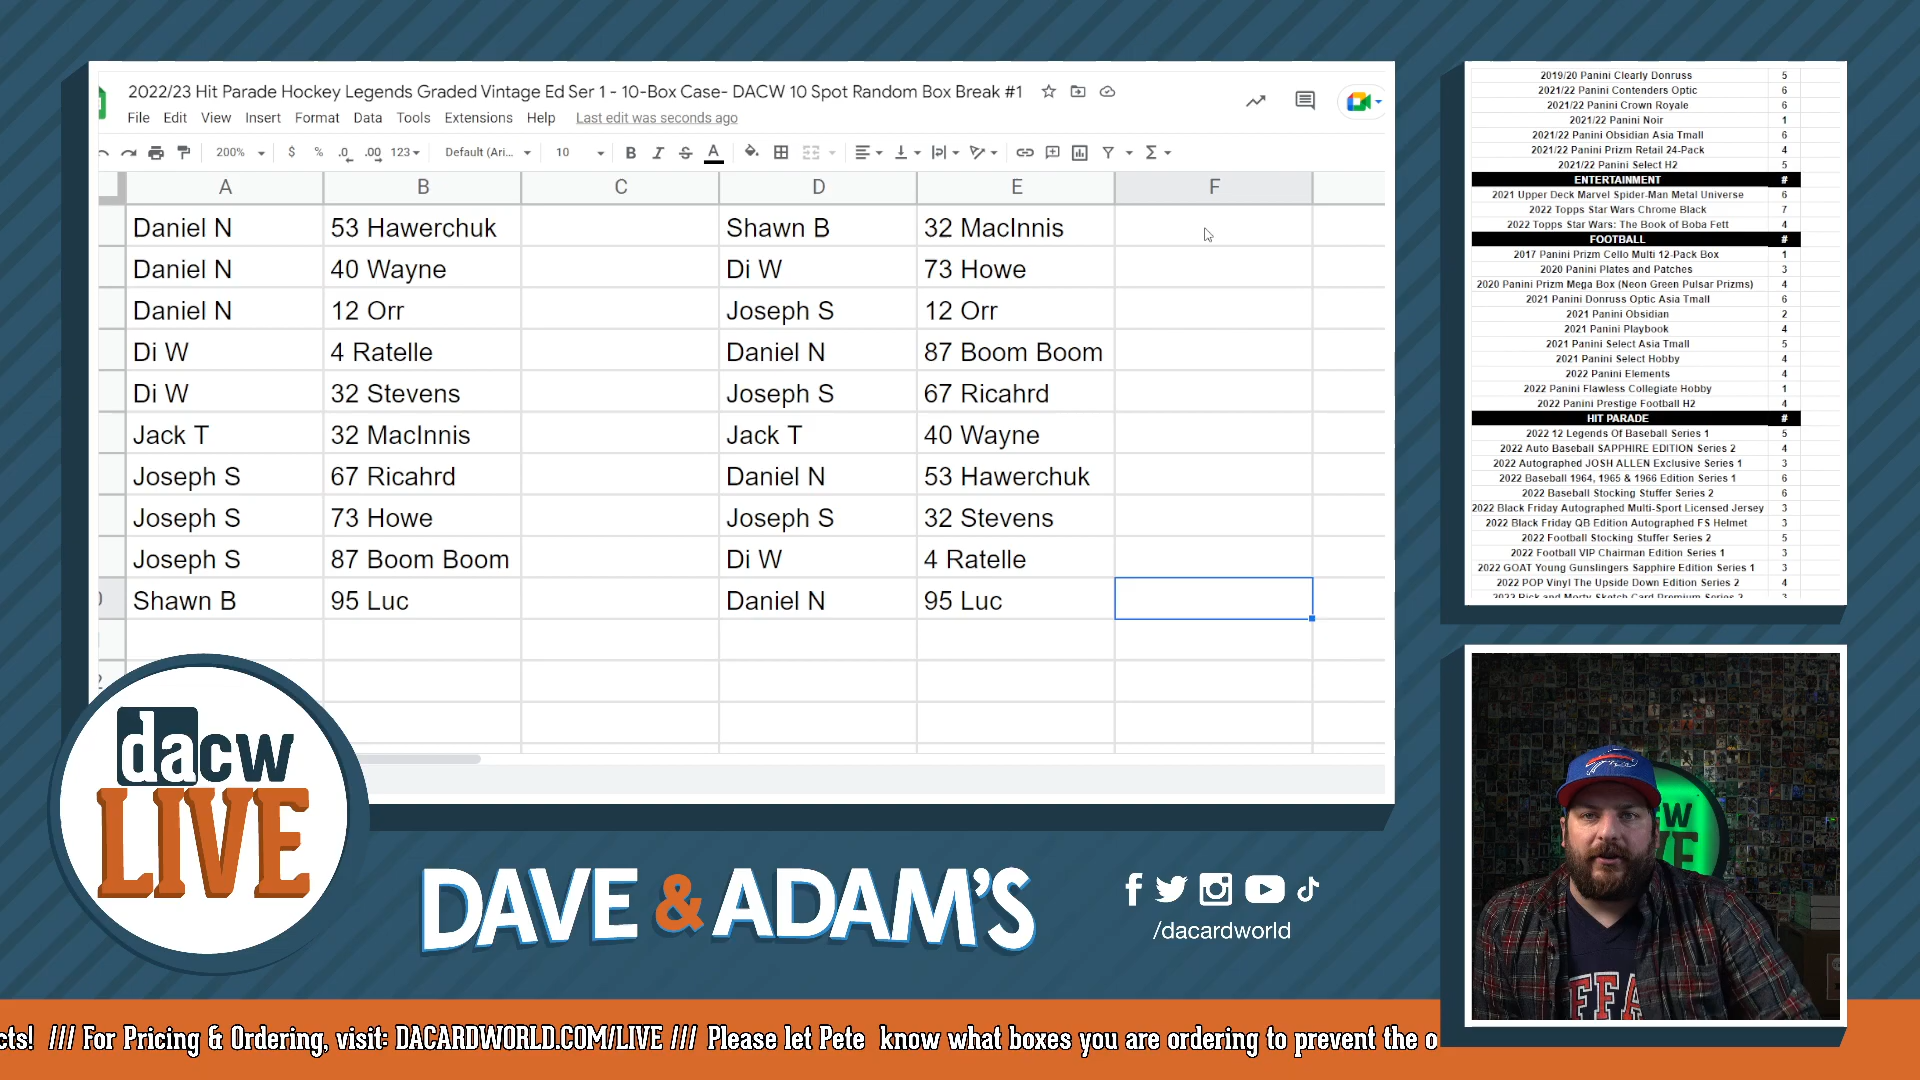 2022/23 Hit Parade Hockey Legends Graded Vintage Ed Ser 1 - 10-Box Case- DACW 10 Spot Random Box Break #1
File Edit View Insert Format Data Tools Extensions Help Last edit was seconds ago
200% $ % .0 .00 123 Default (Ari... 10 B I S A
A B C D E F
Daniel N 53 Hawerchuk Shawn B 32 MacInnis
Daniel N 40 Wayne Di W 73 Howe
Daniel N 12 Orr Joseph S 12 Orr
Di W 4 Ratelle Daniel N 87 Boom Boom
Di W 32 Stevens Joseph S 67 Ricahrd
Jack T 32 MacInnis Jack T 40 Wayne
Joseph S 67 Ricahrd Daniel N 53 Hawerchuk
Joseph S 73 Howe Joseph S 32 Stevens
Joseph S 87 Boom Boom Di W 4 Ratelle
Shawn B 95 Luc Daniel N 95 Luc
2019/20 Panini Clearly Donruss 5
2021/22 Panini Contenders Optic 6
2021/22 Panini Crown Royale 6
2021/22 Panini Noir 1
2021/22 Panini Obsidian Asia Tmall 6
2021/22 Panini Prizm Retail 24-Pack 4
2021/22 Panini Select H2 5
ENTERTAINMENT #
2021 Upper Deck Marvel Spider-Man Metal Universe 6
2022 Topps Star Wars Chrome Black 7
2022 Topps Star Wars: The Book of Boba Fett 4
FOOTBALL #
2017 Panini Prizm Cello Multi 12-Pack Box 1
2020 Panini Plates and Patches 3
2020 Panini Prizm Mega Box (Neon Green Pulsar Prizms) 4
2021 Panini Donruss Optic Asia Tmall 6
2021 Panini Obsidian 2
2021 Panini Playbook 4
2021 Panini Select Asia Tmall 5
2021 Panini Select Hobby 4
2022 Panini Elements 4
2022 Panini Flawless Collegiate Hobby 1
2022 Panini Prestige Football H2 4
HIT PARADE #
2022 12 Legends Of Baseball Series 1 5
2022 Auto Baseball SAPPHIRE EDITION Series 2 4
2022 Autographed JOSH ALLEN Exclusive Series 1 3
2022 Baseball 1964, 1965 & 1966 Edition Series 1 6
2022 Baseball Stocking Stuffer Series 2 6
2022 Black Friday Autographed Multi-Sport Licensed Jersey 3
2022 Black Friday QB Edition Autographed FS Helmet 3
2022 Football Stocking Stuffer Series 2 5
2022 Football VIP Chairman Edition Series 1 3
2022 GOAT Young Gunslingers Sapphire Edition Series 1 3
2022 POP Vinyl The Upside Down Edition Series 2 4
2022 Rick and Morty Sketch Card Premium Series 2 3
dacw
LIVE
DAVE & ADAM'S
/dacardworld
cts! /// For Pricing & Ordering, visit: DACARDWORLD.COM/LIVE /// Please let Pete know what boxes you are ordering to prevent the o